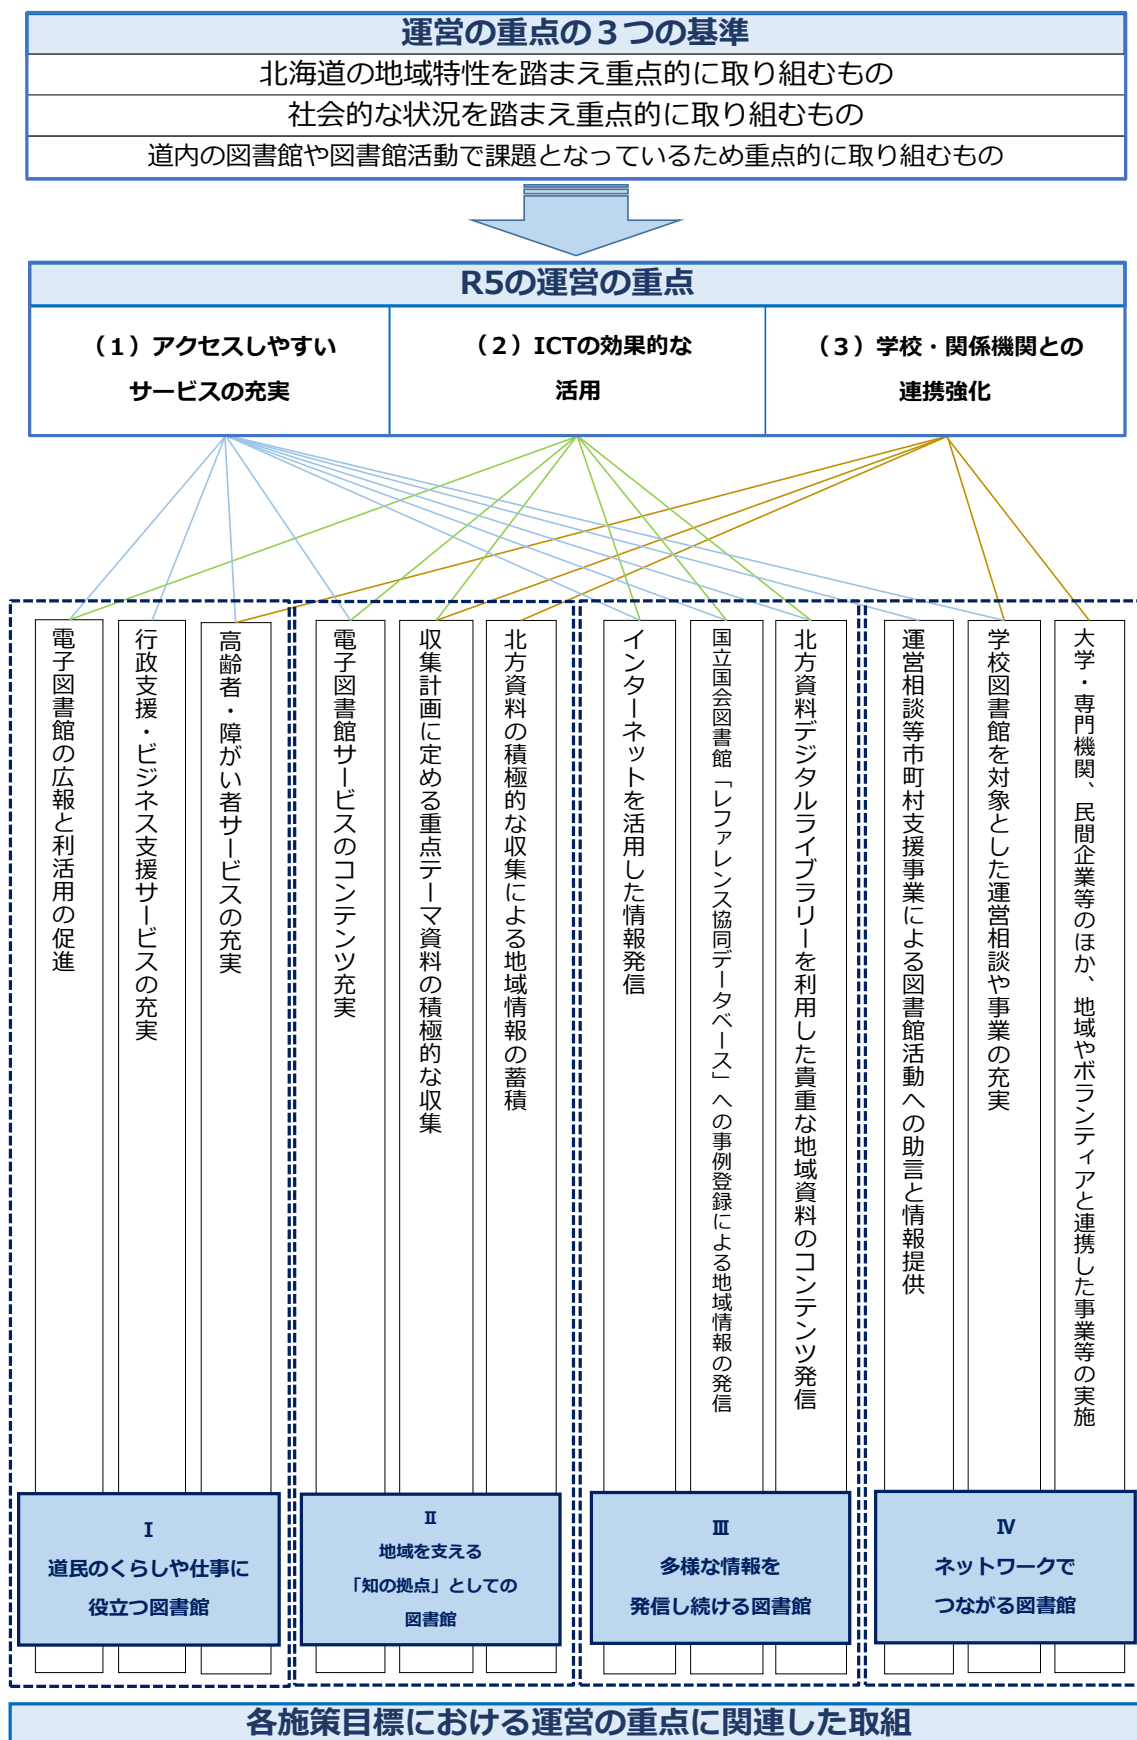 運営の重点の３つの基準
北海道の地域特性を踏まえ重点的に取り組むもの
社会的な状況を踏まえ重点的に取り組むもの
道内の図書館や図書館活動で課題となっているため重点的に取り組むもの
R5の運営の重点
（１）アクセスしやすい
サービスの充実
（２）ICTの効果的な
活用
（３）学校・関係機関との
連携強化
電子図書館の広報と利活用の促進
行政支援・ビジネス支援サービスの充実
高齢者・障がい者サービスの充実
電子図書館サービスのコンテンツ充実
収集計画に定める重点テーマ資料の積極的な収集
北方資料の積極的な収集による地域情報の蓄積
インターネットを活用した情報発信
国立国会図書館「レファレンス協同データベース」への事例登録による地域情報の発信
北方資料デジタルライブラリーを利用した貴重な地域資料のコンテンツ発信
運営相談等市町村支援事業による図書館活動への助言と情報提供
学校図書館を対象とした運営相談や事業の充実
大学・専門機関、民間企業等のほか、地域やボランティアと連携した事業等の実施
Ⅰ
道民のくらしや仕事に
役立つ図書館
Ⅱ
地域を支える
「知の拠点」としての
図書館
Ⅲ
多様な情報を
発信し続ける図書館
Ⅳ
ネットワークで
つながる図書館
各施策目標における運営の重点に関連した取組